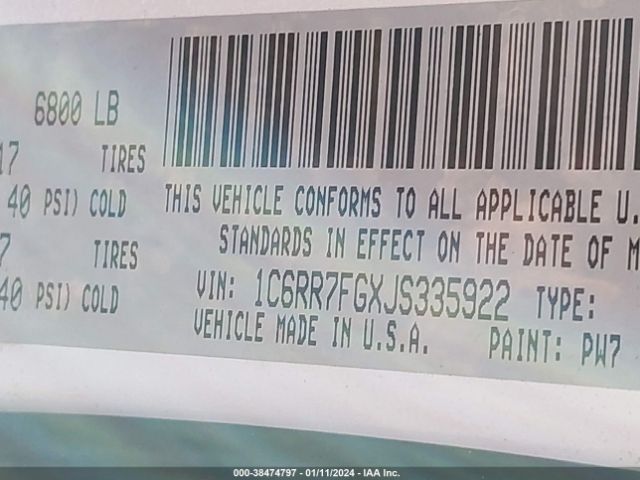 6800 LB
17 TIRES
40 PSI) COLD
7 TIRES
40 PSI) COLD
THIS VEHICLE CONFORMS TO ALL APPLICABLE U.
STANDARDS IN EFFECT ON THE DATE OF M
VIN: 1C6RR7FGXJS335922 TYPE:
VEHICLE MADE IN U.S.A. PAINT: PW7
000-38474797 - 01/11/2024 - IAA Inc.